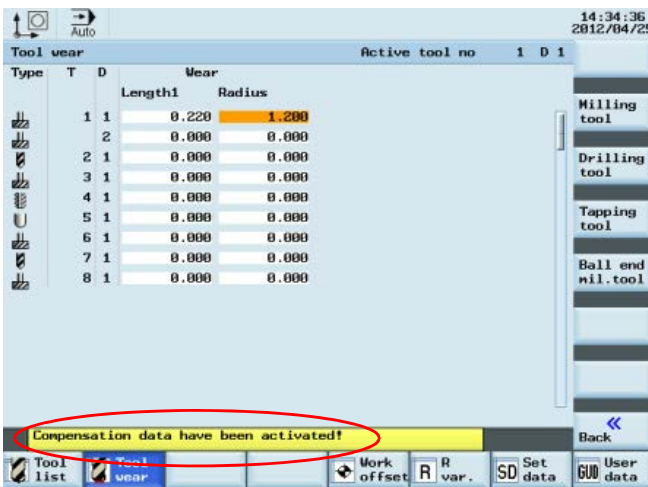 14:34:36
Auto
2012/04/25
Tool wear Active tool no 1 D 1
Type T D Wear
Length1 Radius
1 1 0.220 1.200
2 0.000 0.000
2 1 0.000 0.000
3 1 0.000 0.000
4 1 0.000 0.000
5 1 0.000 0.000
6 1 0.000 0.000
7 1 0.000 0.000
8 1 0.000 0.000
Milling
tool
Drilling
tool
Tapping
tool
Ball end
mil.tool
«
Back
Compensation data have been activated!
Tool
list
Tool
wear
Work
offset
R R
var.
SD Set
data
GUD User
data